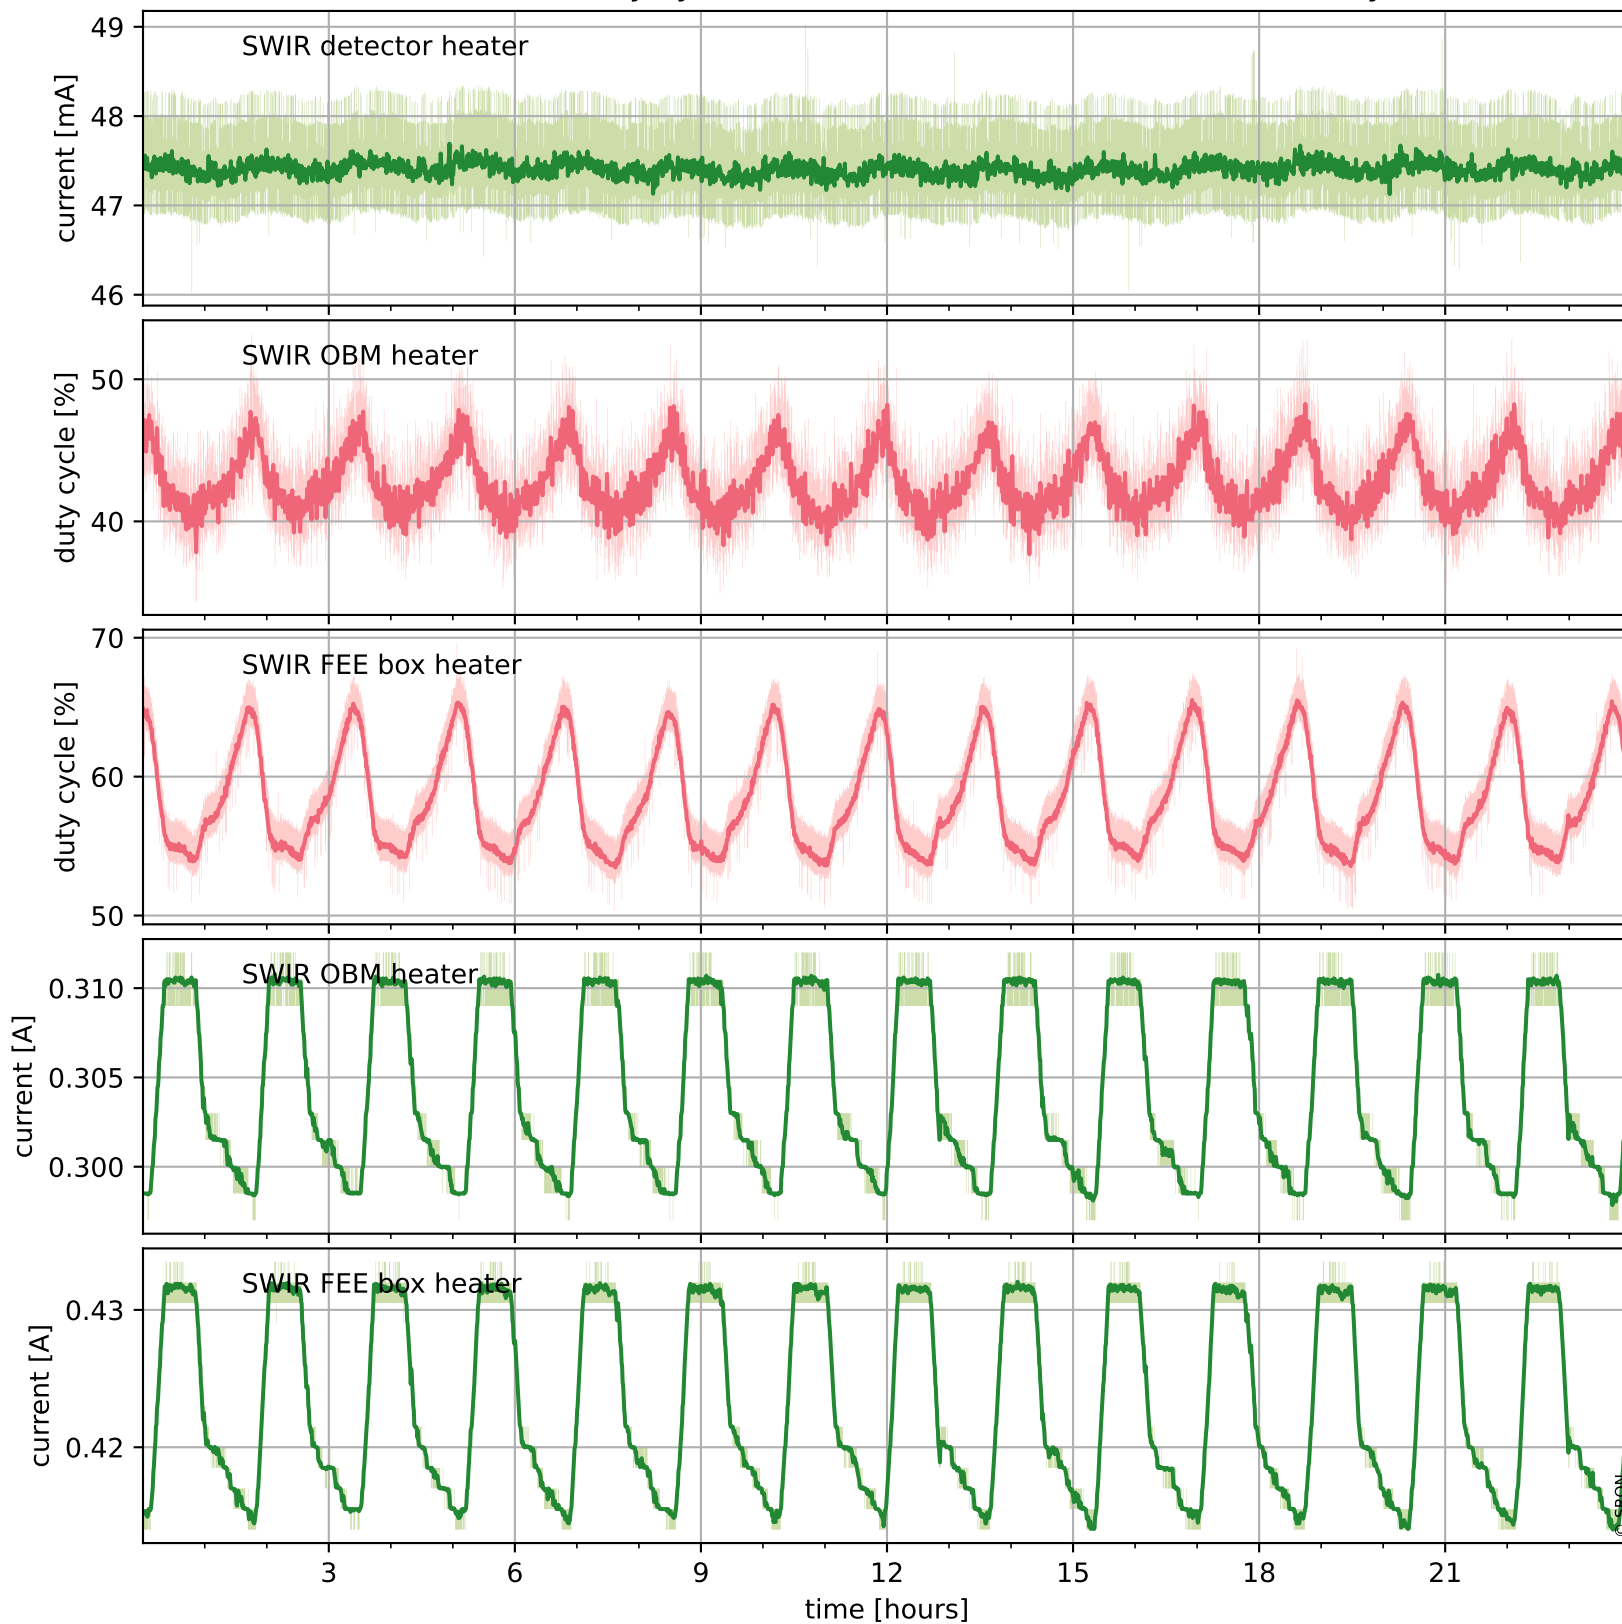 49
SWIR detector heater
48
47
46
current [mA]
SWIR OBM heater
50
40
duty cycle [%]
70
SWIR FEE box heater
60
50
duty cycle [%]
SWIR OBM heater
0.310
0.305
0.300
current [A]
SWIR FEE box heater
0.43
0.42
current [A]
3 6 9 12 15 18 21
time [hours]
© SRON